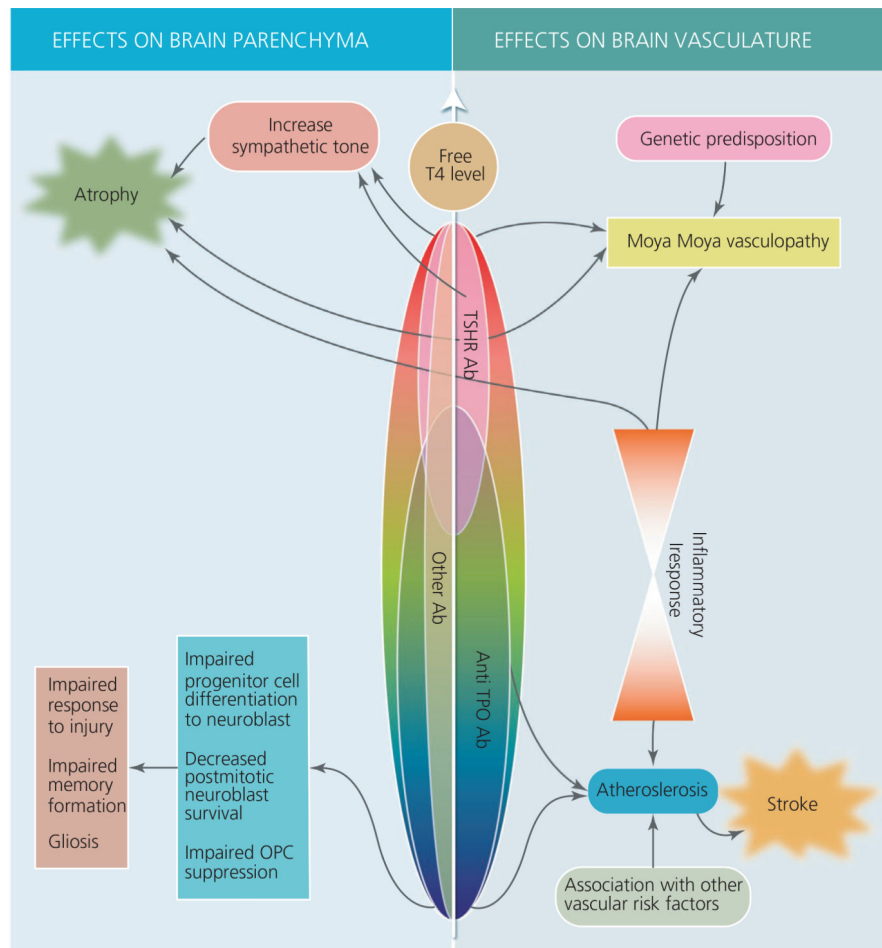 EFFECTS ON BRAIN PARENCHYMA
EFFECTS ON BRAIN VASCULATURE
Increase
sympathetic tone
Atrophy
Free
T4 level
Genetic predisposition
Moya Moya vasculopathy
TSHR Ab
Other Ab
Anti TPO Ab
Inflammatory
Iresponse
Impaired
response
to injury
Impaired
memory
formation
Gliosis
Impaired
progenitor cell
differentiation
to neuroblast
Decreased
postmitotic
neuroblast
survival
Impaired OPC
suppression
Atheroslerosis
Stroke
Association with other
vascular risk factors